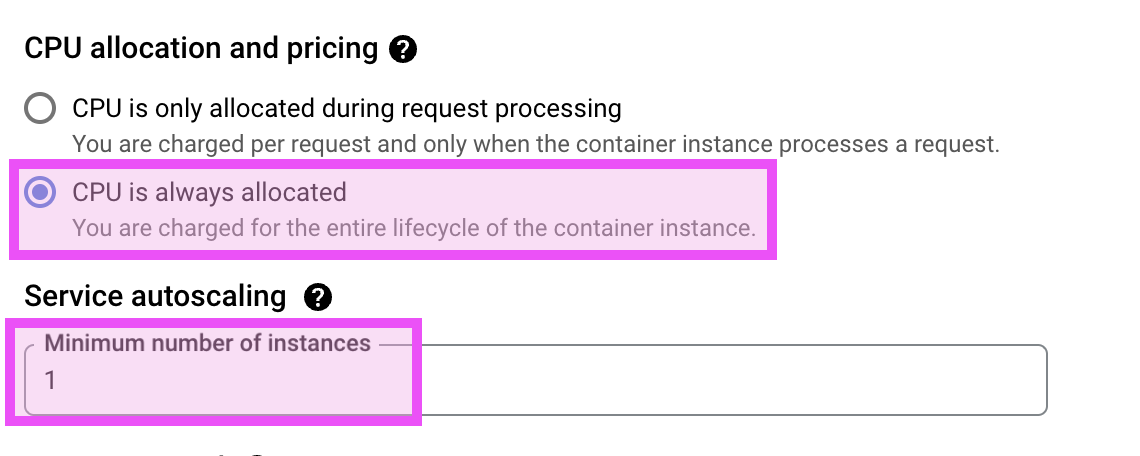 CPU allocation and pricing ?
CPU is only allocated during request processing
You are charged per request and only when the container instance processes a request.
CPU is always allocated
You are charged for the entire lifecycle of the container instance.
Service autoscaling ?
Minimum number of instances
1